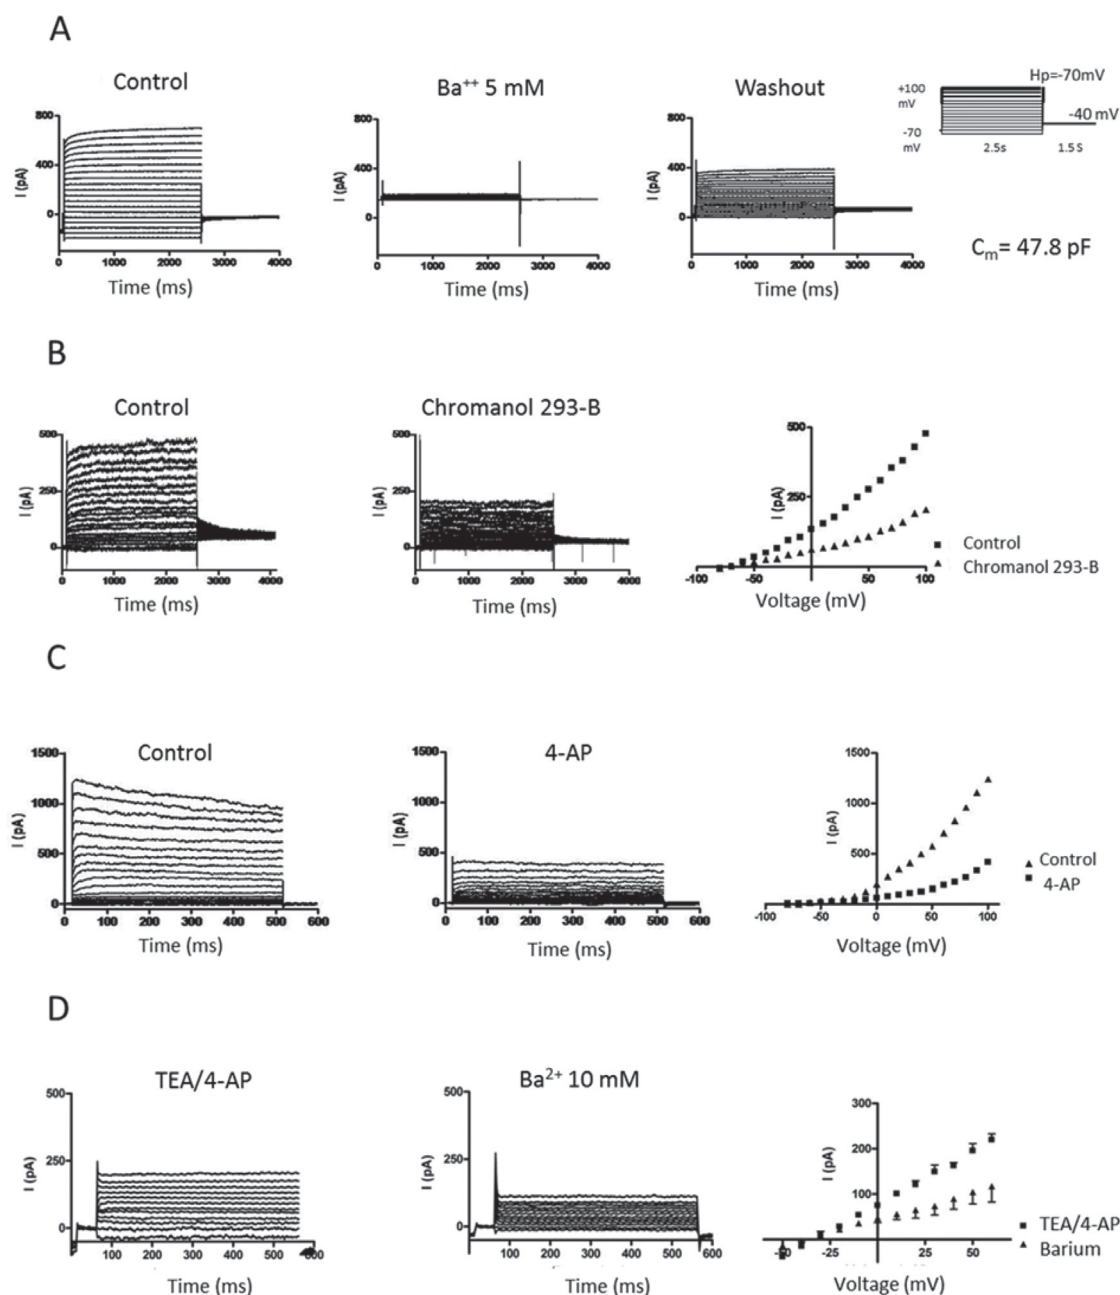 A
Control
Ba++ 5 mM
Washout
Hp=-70mV
+100
mV
-40 mV
-70
mV
2.5s
1.5 S
Cm= 47.8 pF
I (pA)
800
400
0
0
1000
2000
3000
4000
Time (ms)
I (pA)
800
400
0
0
1000
2000
3000
4000
Time (ms)
I (pA)
800
400
0
0
1000
2000
3000
4000
Time (ms)
B
Control
Chromanol 293-B
I (pA)
500
250
0
0
1000
2000
3000
4000
Time (ms)
I (pA)
500
250
0
0
1000
2000
3000
4000
Time (ms)
I (pA)
500
250
-100
-50
50
100
Voltage (mV)
Control
Chromanol 293-B
C
Control
4-AP
I (pA)
1500
1000
500
0
0
100
200
300
400
500
600
Time (ms)
I (pA)
1500
1000
500
0
0
100
200
300
400
500
600
Time (ms)
I (pA)
1500
1000
500
-100
-50
0
50
100
Voltage (mV)
Control
4-AP
D
TEA/4-AP
Ba2+ 10 mM
I (pA)
500
250
0
100
200
300
400
500
600
Time (ms)
I (pA)
500
250
0
100
200
300
400
500
600
Time (ms)
I (pA)
300
200
100
25
50
Voltage (mV)
TEA/4-AP
Barium